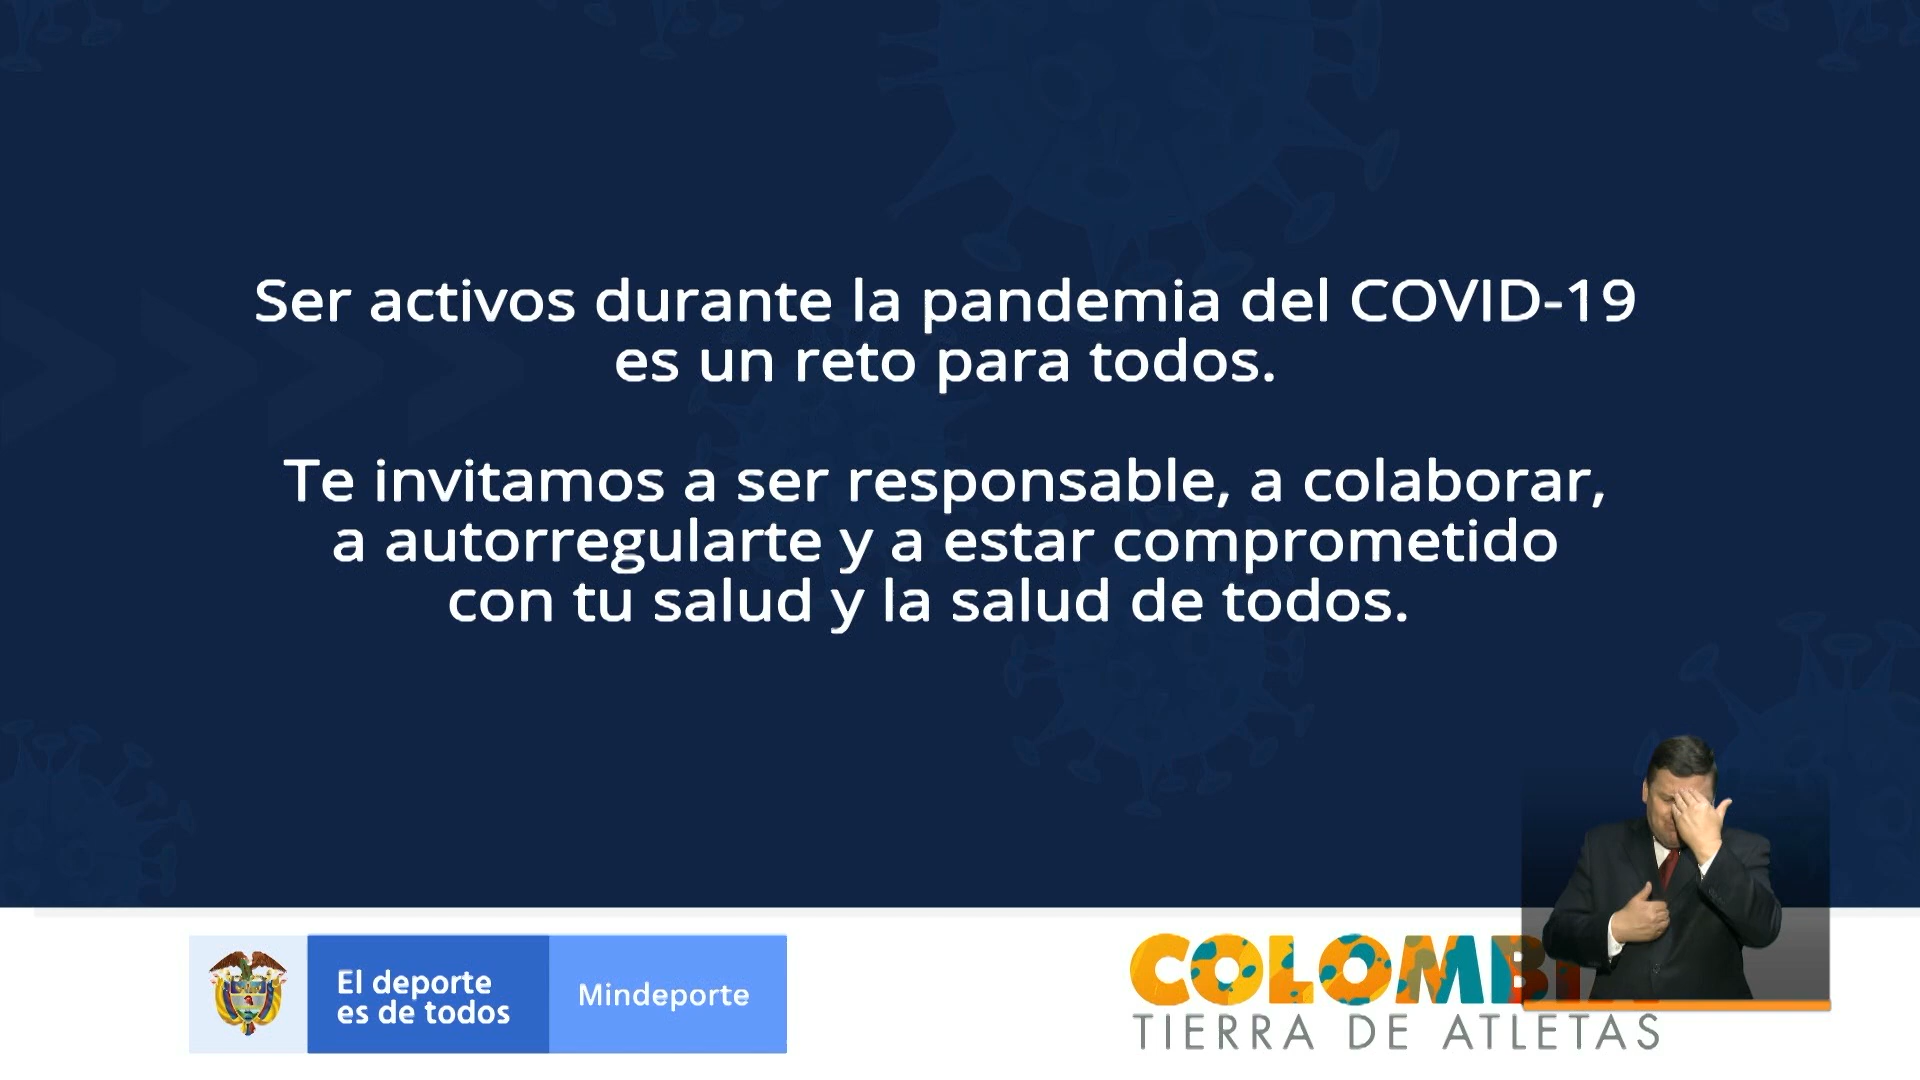 Ser activos durante la pandemia del COVID-19
es un reto para todos.
Te invitamos a ser responsable, a colaborar,
a autorregularte y a estar comprometido
con tu salud y la salud de todos.
El deporte
es de todos
Mindeporte
COLOMBIA
TIERRA DE ATLETAS